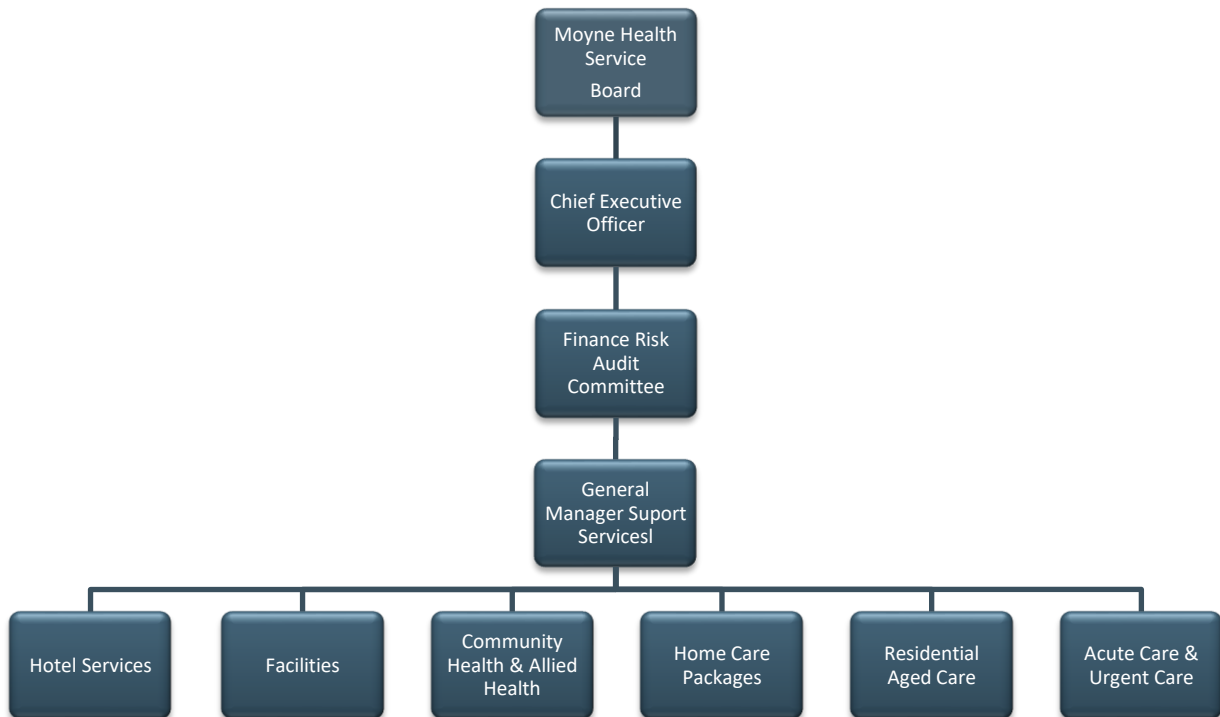 Moyne Health
Service
Board
Chief Executive
Officer
Finance Risk
Audit
Committee
General
Manager Suport
Servicesl
Hotel Services
Facilities
Community
Health & Allied
Health
Home Care
Packages
Residential
Aged Care
Acute Care &
Urgent Care